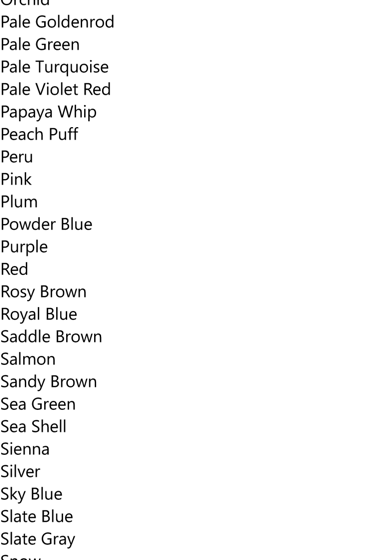 Orchid
Pale Goldenrod
Pale Green
Pale Turquoise
Pale Violet Red
Papaya Whip
Peach Puff
Peru
Pink
Plum
Powder Blue
Purple
Red
Rosy Brown
Royal Blue
Saddle Brown
Salmon
Sandy Brown
Sea Green
Sea Shell
Sienna
Silver
Sky Blue
Slate Blue
Slate Gray
Snow